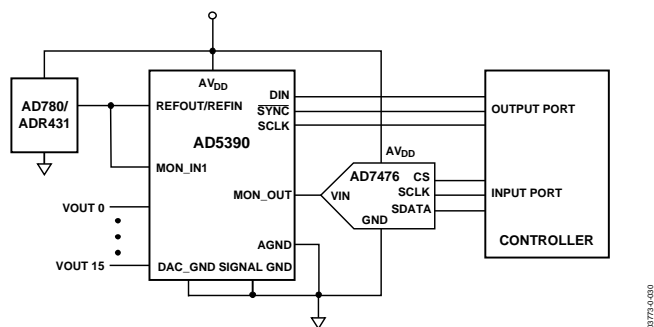 AVDD
AD780/
ADR431
REFOUT/REFIN
AD5390
MON_IN1
VOUT 0
VOUT 15
DAC_GND
SIGNAL GND
DIN
SYNC
SCLK
MON_OUT
AGND
AVDD
AD7476
VIN
GND
CS
SCLK
SDATA
OUTPUT PORT
INPUT PORT
CONTROLLER
03773-0-030